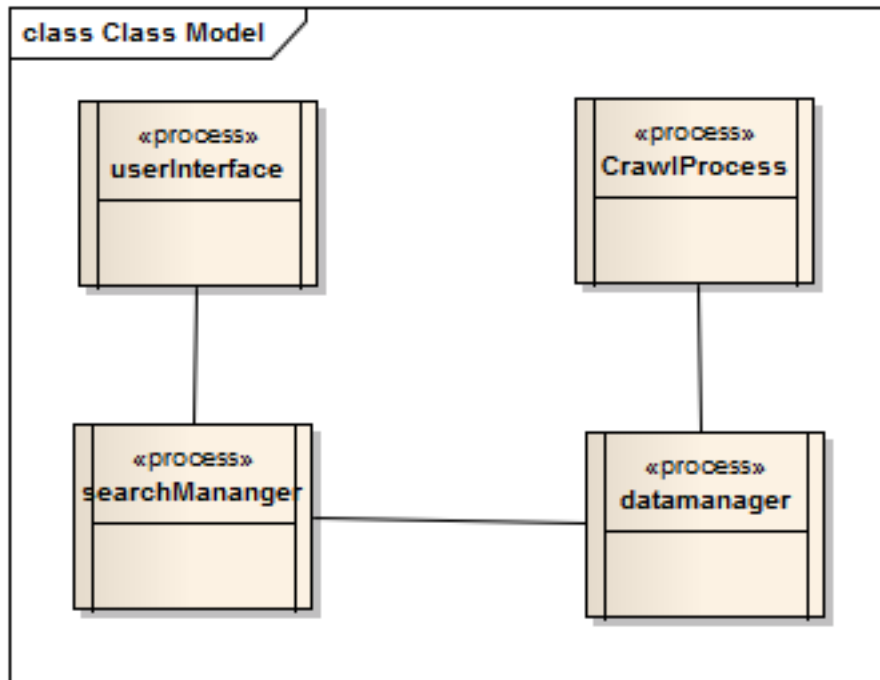 class Class Model
«process»
userInterface
«process»
CrawlProcess
«process»
searchMananger
«process»
datamanager